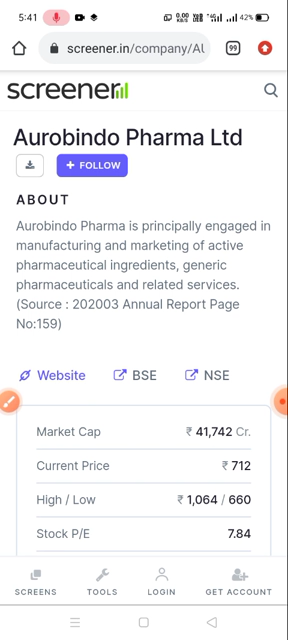 5:41
0.00 KB/S
42%
screener.in/company/AU
99
screener
Aurobindo Pharma Ltd
+ FOLLOW
ABOUT
Aurobindo Pharma is principally engaged in
manufacturing and marketing of active
pharmaceutical ingredients, generic
pharmaceuticals and related services.
(Source : 202003 Annual Report Page
No:159)
Website BSE NSE
Market Cap ₹ 41,742 Cr.
Current Price ₹ 712
High / Low ₹ 1,064 / 660
Stock P/E 7.84
SCREENS TOOLS LOGIN GET ACCOUNT